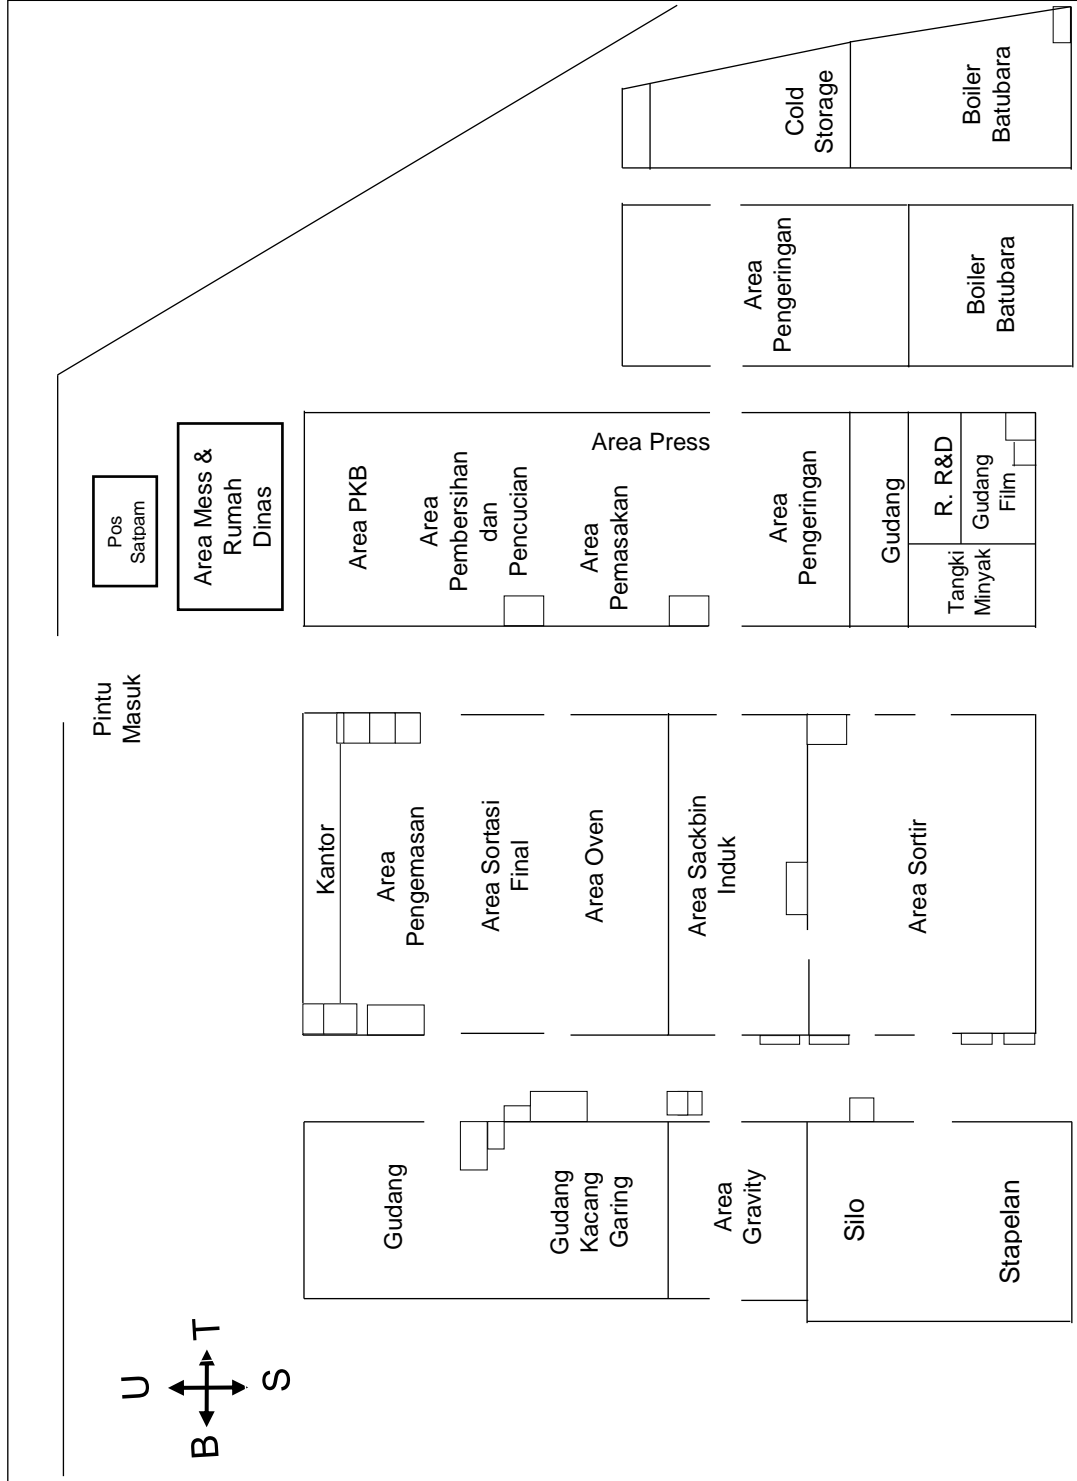 U
B
T
S
Pintu
Masuk
Pos
Satpam
Area Mess &
Rumah
Dinas
Gudang
Gudang
Kacang
Garing
Area
Gravity
Silo
Stapelan
Kantor
Area
Pengemasan
Area Sortasi
Final
Area Oven
Area Sackbin
Induk
Area Sortir
Area PKB
Area
Pembersihan
dan
Pencucian
Area
Pemasakan
Area Press
Area
Pengeringan
Gudang
Tangki
Minyak
R. R&D
Gudang
Film
Area
Pengeringan
Boiler
Batubara
Cold
Storage
Boiler
Batubara